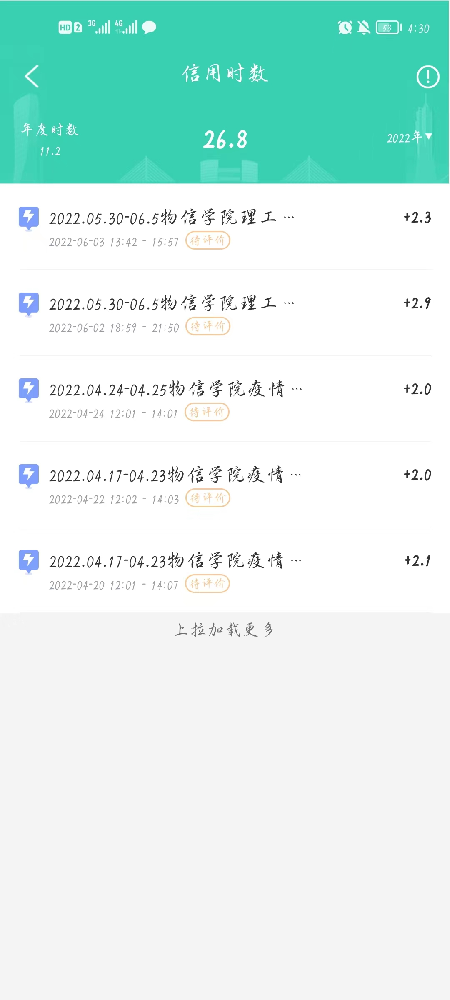 HD 2 3G 4G 53 4:30
信用时数
年度时数
11.2
26.8
2022年▼
2022.05.30-06.5物信学院理工…
+2.3
2022-06-03 13:42 - 15:57 待评价
2022.05.30-06.5物信学院理工…
+2.9
2022-06-02 18:59 - 21:50 待评价
2022.04.24-04.25物信学院疫情…
+2.0
2022-04-24 12:01 - 14:01 待评价
2022.04.17-04.23物信学院疫情…
+2.0
2022-04-22 12:02 - 14:03 待评价
2022.04.17-04.23物信学院疫情…
+2.1
2022-04-20 12:01 - 14:07 待评价
上拉加载更多